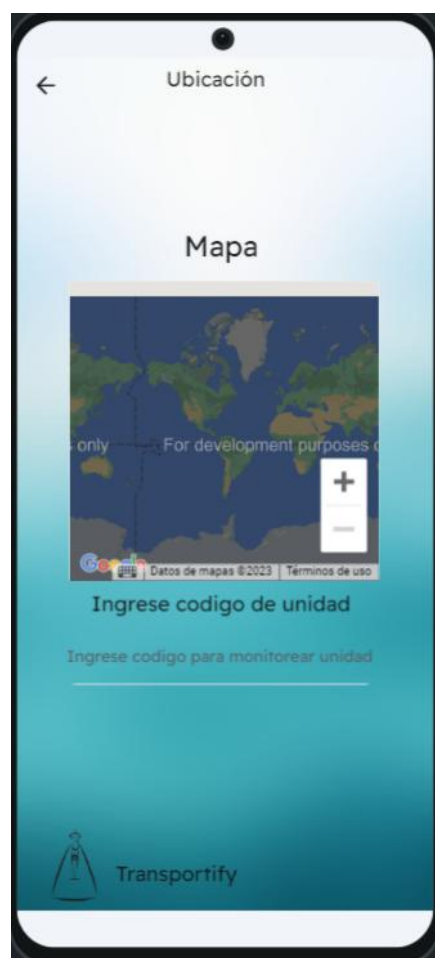 Ubicación
Mapa
s only For development purposes o
Google Datos de mapas ©2023 Términos de uso
Ingrese codigo de unidad
Ingrese codigo para monitorear unidad
Transportify